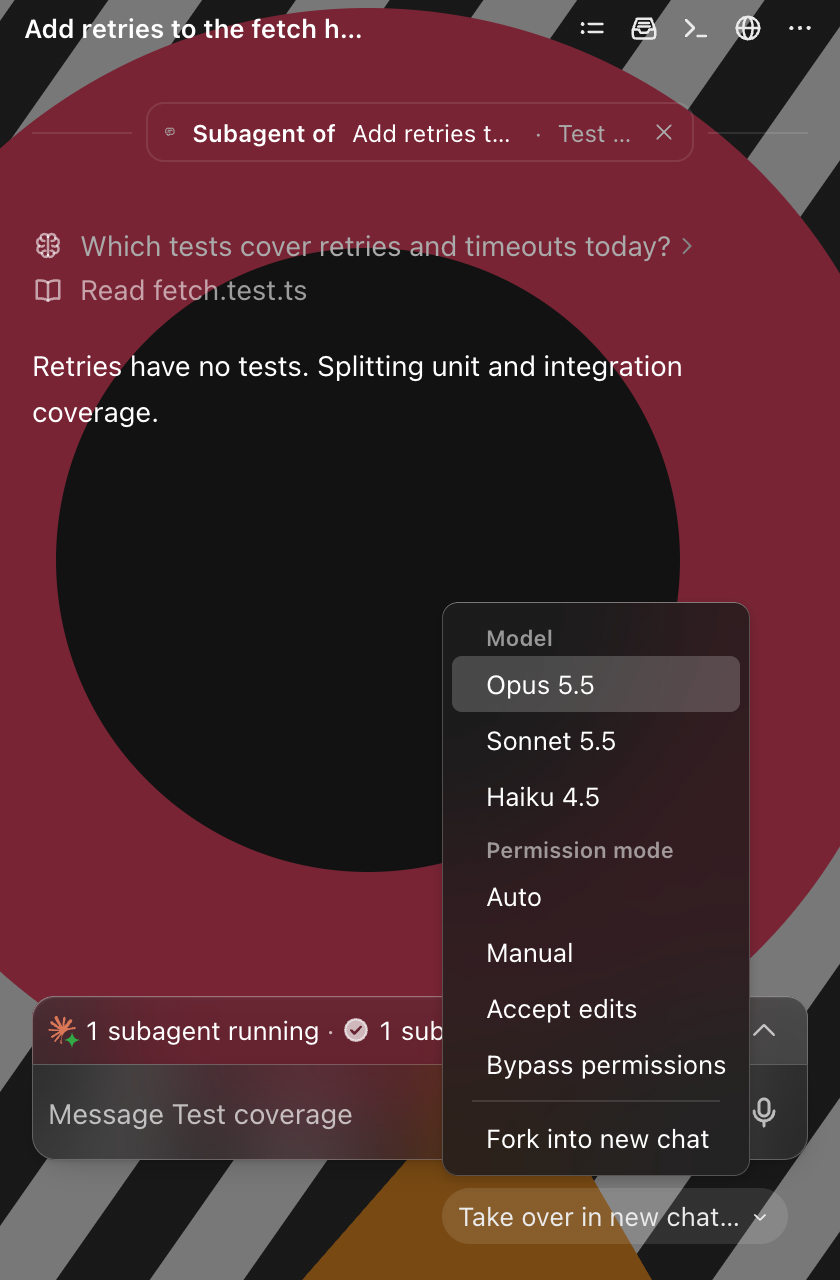 Add retries to the fetch h...
Subagent of Add retries t... · Test ...
Which tests cover retries and timeouts today?
Read fetch.test.ts
Retries have no tests. Splitting unit and integration
coverage.
Model
Opus 5.5
Sonnet 5.5
Haiku 4.5
Permission mode
Auto
Manual
Accept edits
Bypass permissions
Fork into new chat
1 subagent running · 1 sub
Message Test coverage
Take over in new chat...